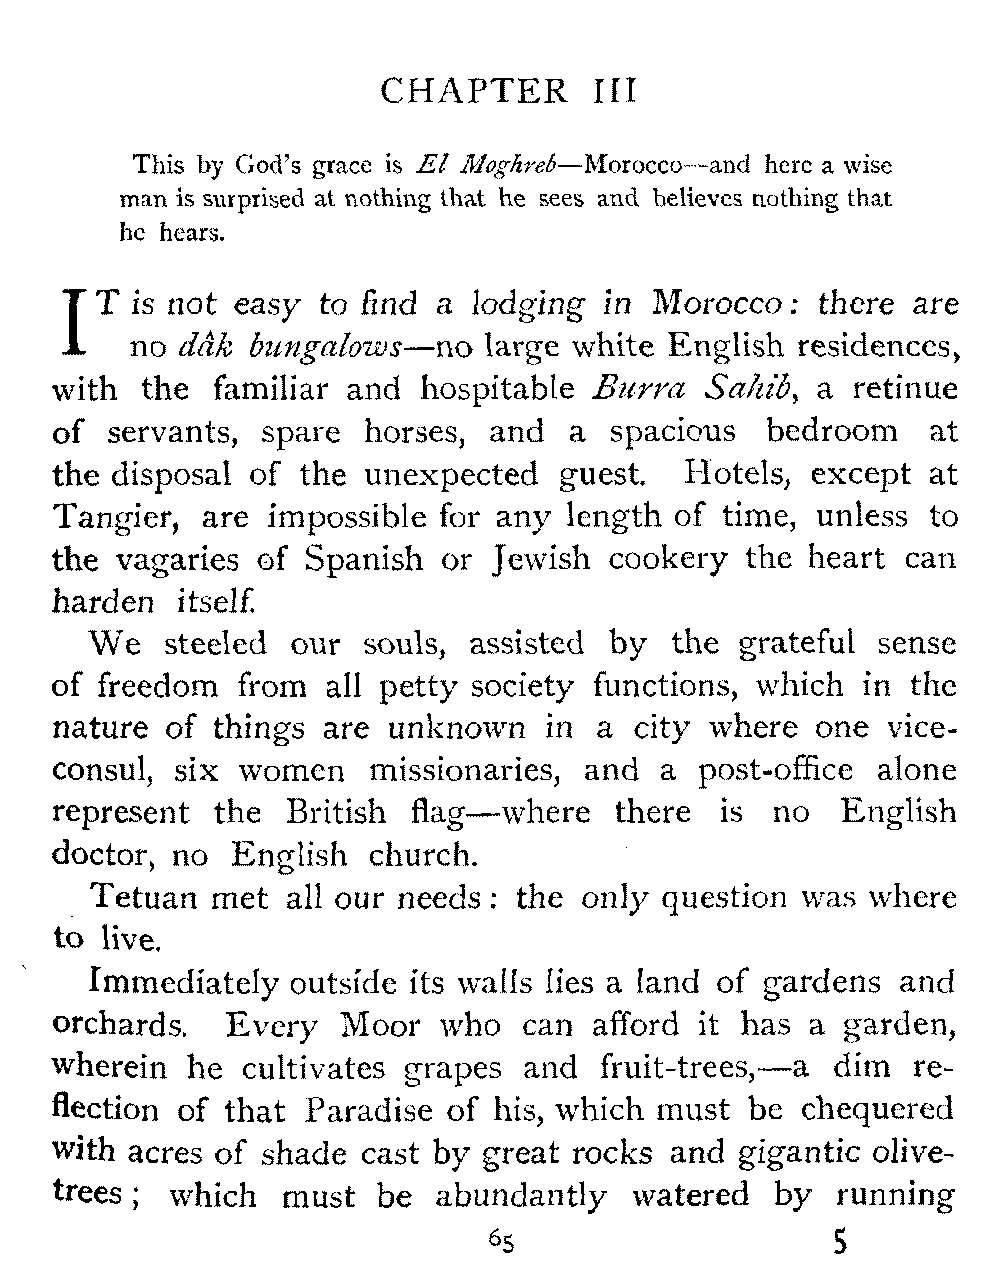 CHAPTER III
This by God's grace is El Moghreb—Morocco—and here a wise
man is surprised at nothing that he sees and believes nothing that
he hears.
IT is not easy to find a lodging in Morocco: there are
no dâk bungalows—no large white English residences,
with the familiar and hospitable Burra Sahib, a retinue
of servants, spare horses, and a spacious bedroom at
the disposal of the unexpected guest. Hotels, except at
Tangier, are impossible for any length of time, unless to
the vagaries of Spanish or Jewish cookery the heart can
harden itself.
We steeled our souls, assisted by the grateful sense
of freedom from all petty society functions, which in the
nature of things are unknown in a city where one vice-
consul, six women missionaries, and a post-office alone
represent the British flag—where there is no English
doctor, no English church.
Tetuan met all our needs: the only question was where
to live.
Immediately outside its walls lies a land of gardens and
orchards. Every Moor who can afford it has a garden,
wherein he cultivates grapes and fruit-trees,—a dim re-
flection of that Paradise of his, which must be chequered
with acres of shade cast by great rocks and gigantic olive-
trees; which must be abundantly watered by running
65 5